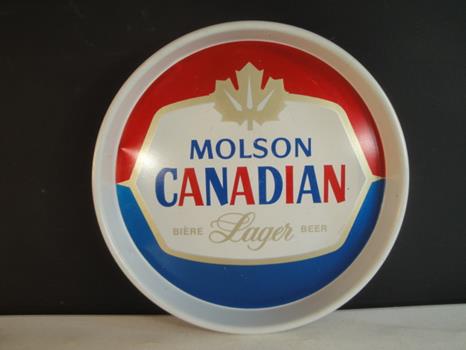 MOLSON
CANADIAN
BIÈRE Lager BEER